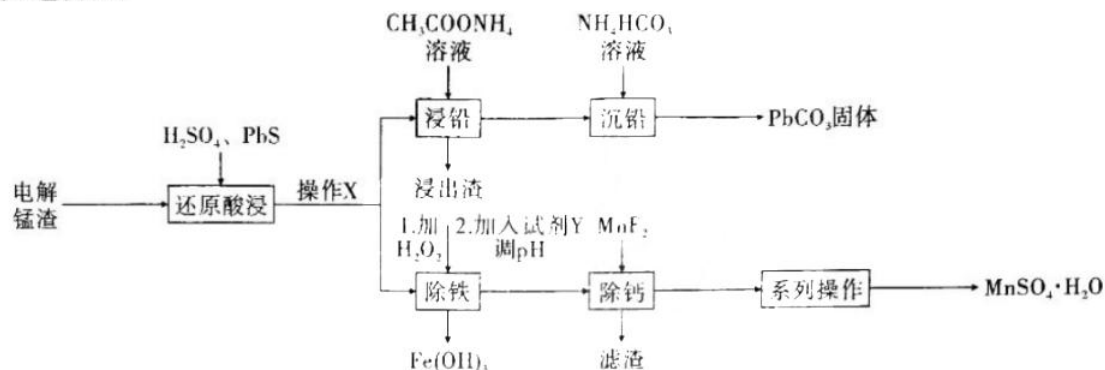 CH₃COONH₄
溶液
NH₄HCO₃
溶液
浸铅
沉铅
PbCO₃固体
H₂SO₄、PbS
电解
锰渣
还原酸浸
操作X
浸出渣
1.加
H₂O₂
2.加入试剂Y
调pH
MnF₂
除铁
除钙
系列操作
MnSO₄·H₂O
Fe(OH)₃
滤渣